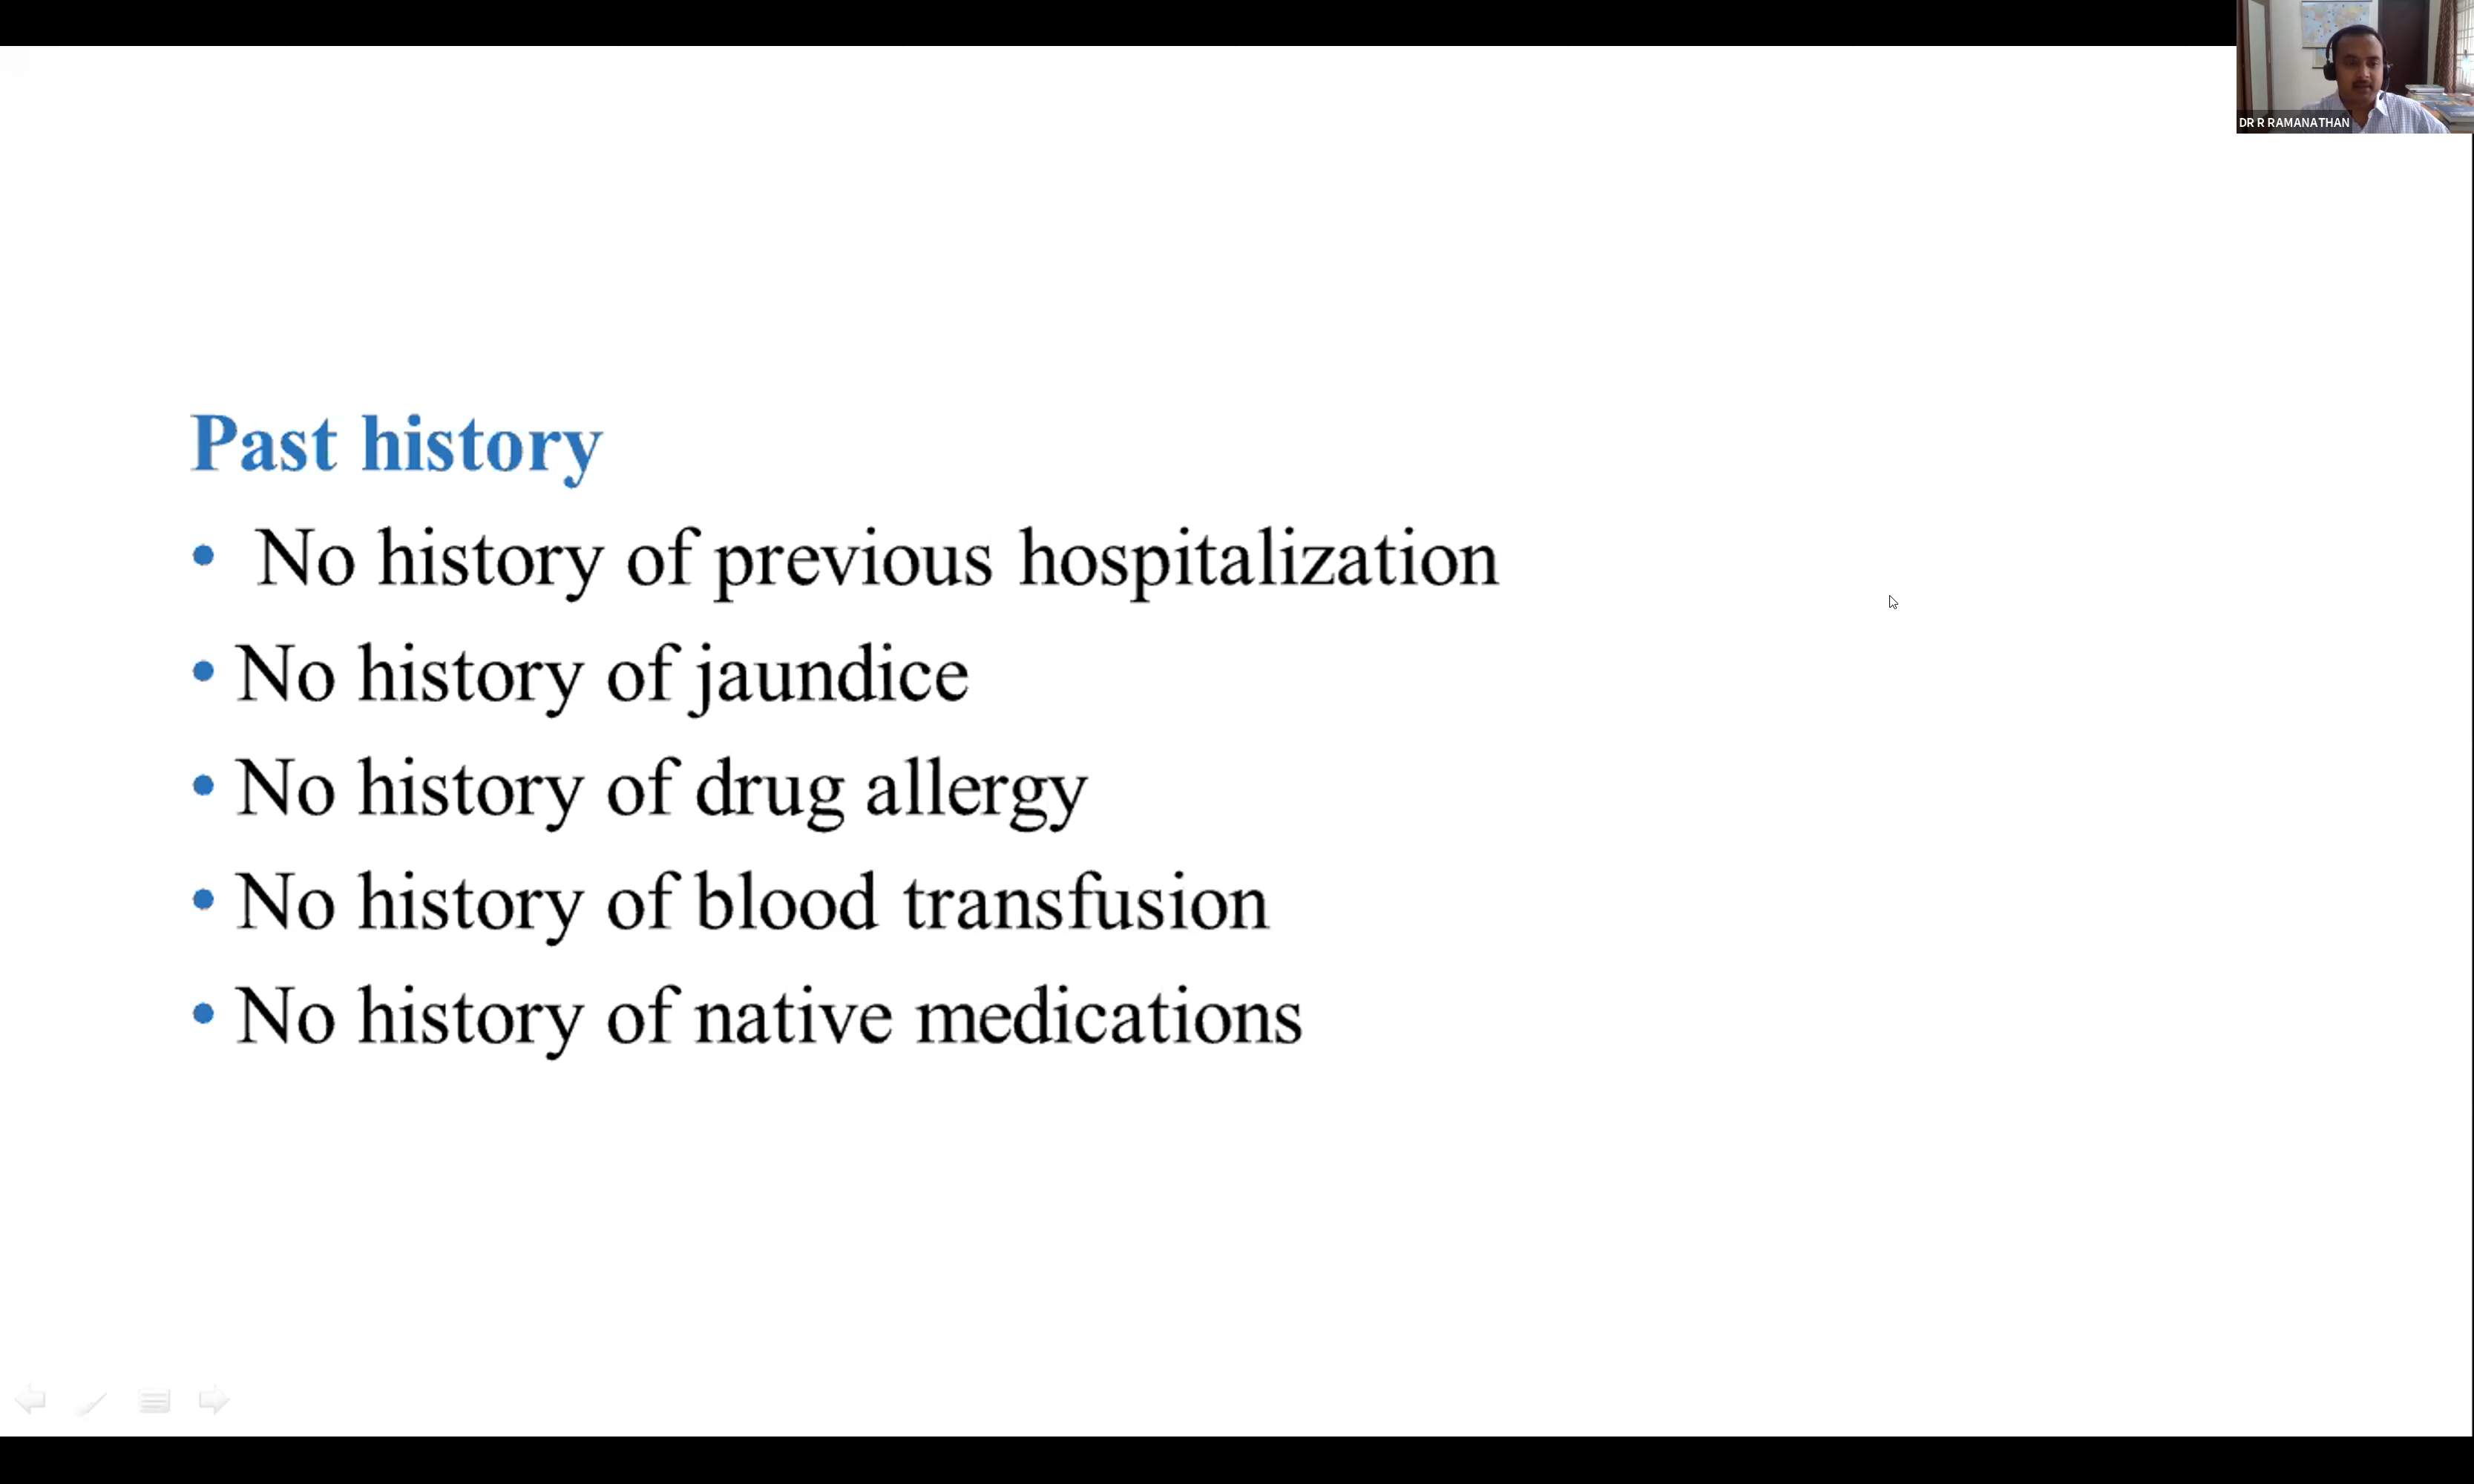 DR R RAMANATHAN
Past history
• No history of previous hospitalization
• No history of jaundice
• No history of drug allergy
• No history of blood transfusion
• No history of native medications